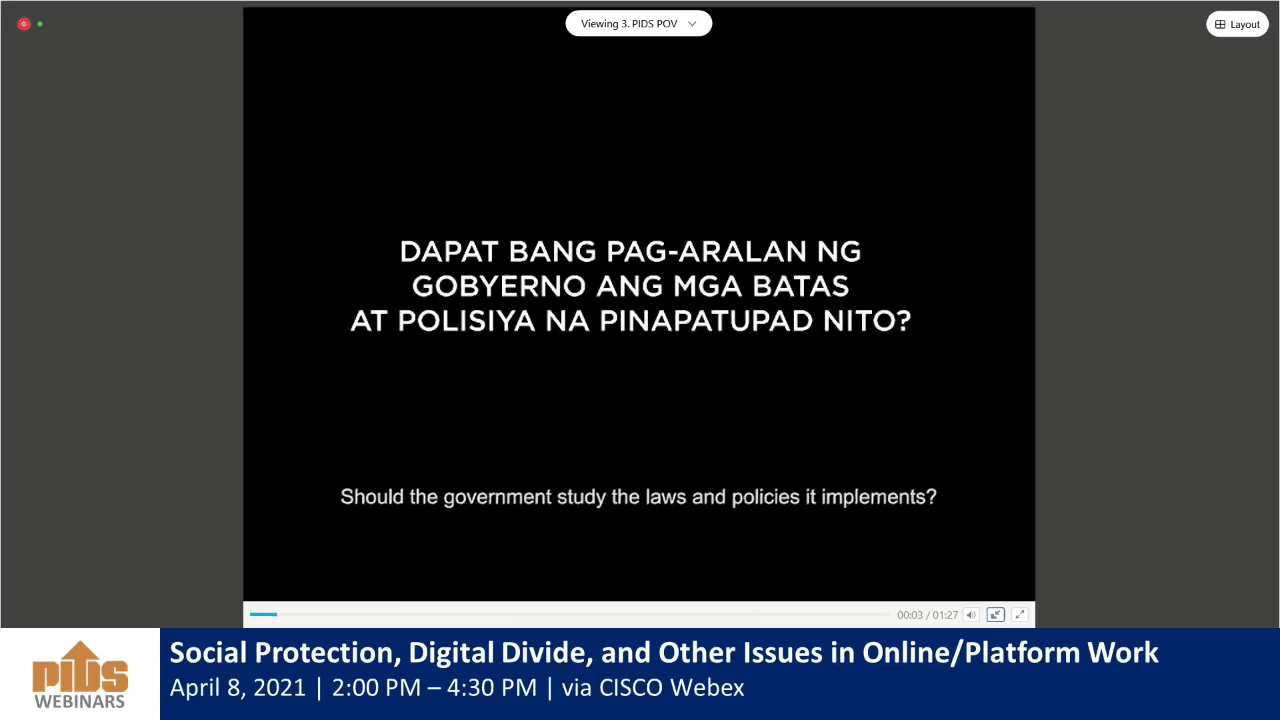 Viewing 3. PIDS POV
Layout
DAPAT BANG PAG-ARALAN NG
GOBYERNO ANG MGA BATAS
AT POLISIYA NA PINAPATUPAD NITO?
Should the government study the laws and policies it implements?
00:03 / 01:27
PIDS
WEBINARS
Social Protection, Digital Divide, and Other Issues in Online/Platform Work
April 8, 2021 | 2:00 PM – 4:30 PM | via CISCO Webex